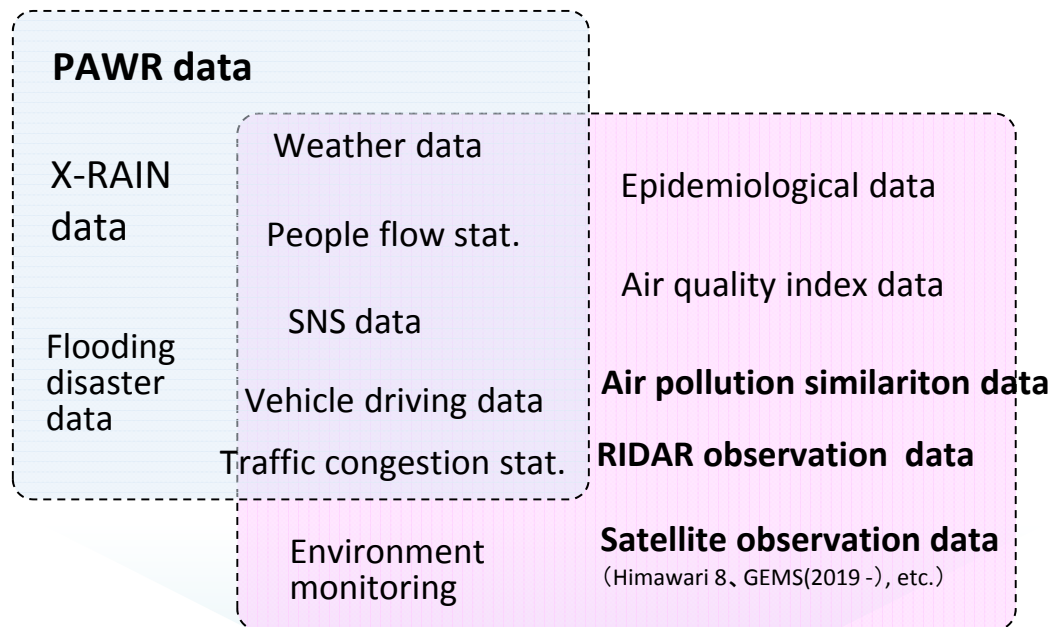 PAWR data
X-RAIN
data
Flooding
disaster
data
Weather data
People flow stat.
SNS data
Vehicle driving data
Traffic congestion stat.
Environment
monitoring
Epidemiological data
Air quality index data
Air pollution similariton data
RIDAR observation data
Satellite observation data
（Himawari 8、GEMS(2019 -), etc.）